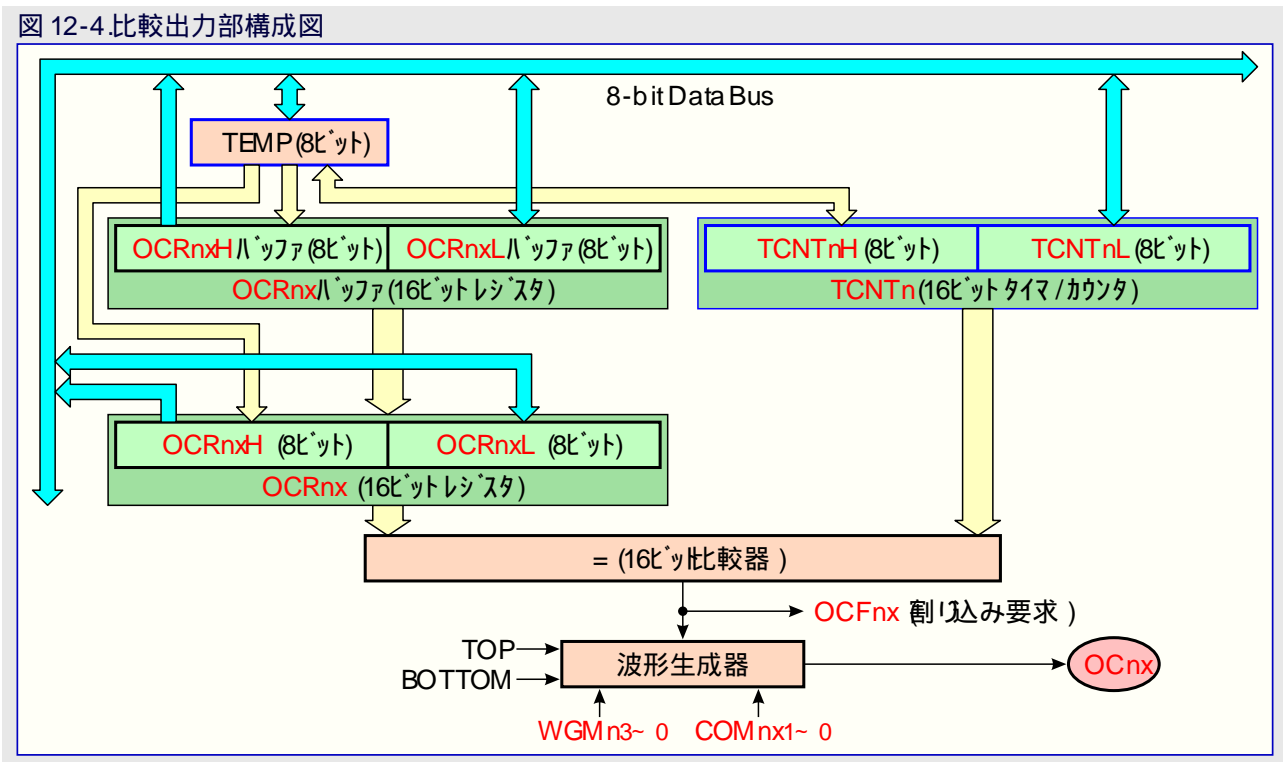 図 12-4.比較出力部構成図
8-bit Data Bus
TEMP(8ﾋﾞｯﾄ)
OCRnxHﾊﾞｯﾌｧ(8ﾋﾞｯﾄ)
OCRnxLﾊﾞｯﾌｧ(8ﾋﾞｯﾄ)
OCRnxﾊﾞｯﾌｧ(16ﾋﾞｯﾄ ﾚｼﾞｽﾀ)
TCNTnH (8ﾋﾞｯﾄ)
TCNTnL (8ﾋﾞｯﾄ)
TCNTn(16ﾋﾞｯﾄ ﾀｲﾏ/ｶｳﾝﾀ)
OCRnxH (8ﾋﾞｯﾄ)
OCRnxL (8ﾋﾞｯﾄ)
OCRnx (16ﾋﾞｯﾄ ﾚｼﾞｽﾀ)
= (16ﾋﾞｯﾄ比較器)
OCFnx (割り込み要求)
TOP
BOTTOM
波形生成器
OCnx
WGMn3~0
COMnx1~0